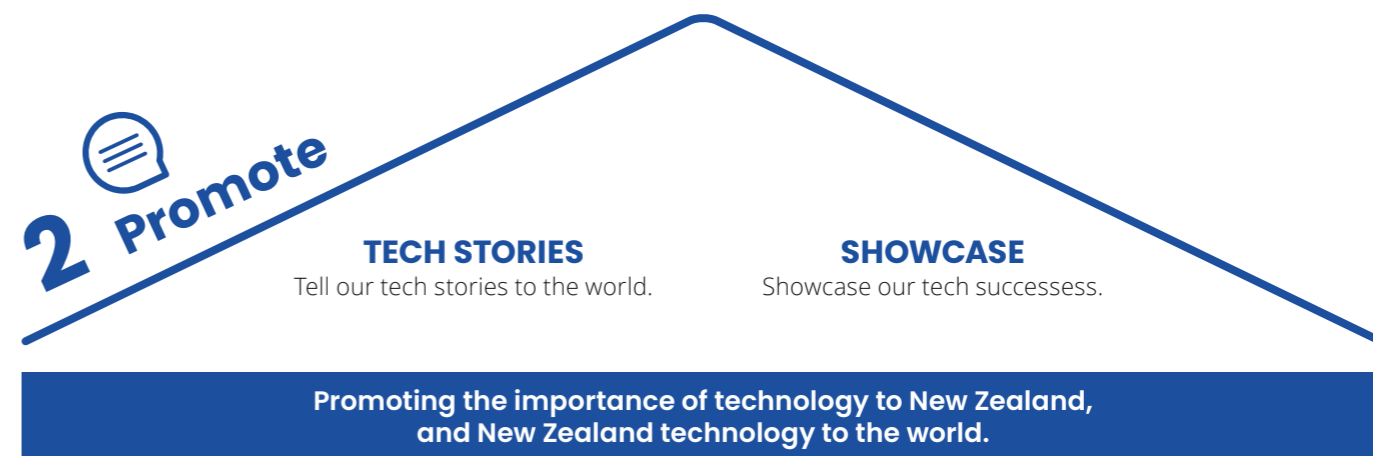 2 Promote
TECH STORIES
Tell our tech stories to the world.
SHOWCASE
Showcase our tech successess.
Promoting the importance of technology to New Zealand,
and New Zealand technology to the world.